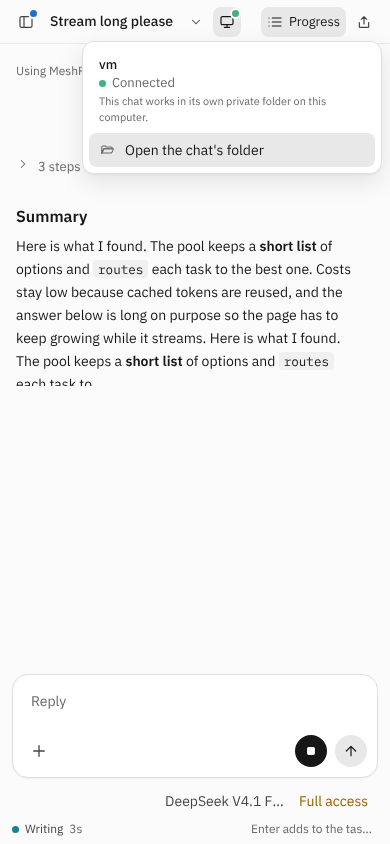 Stream long please
Progress
vm
Connected
This chat works in its own private folder on this
computer.
Open the chat's folder
Using
3 steps
Summary
Here is what I found. The pool keeps a short list of
options and routes each task to the best one. Costs
stay low because cached tokens are reused, and the
answer below is long on purpose so the page has to
keep growing while it streams. Here is what I found.
The pool keeps a short list of options and routes
each task to
Reply
DeepSeek V4.1 F...
Full access
Writing 3s
Enter adds to the tas...